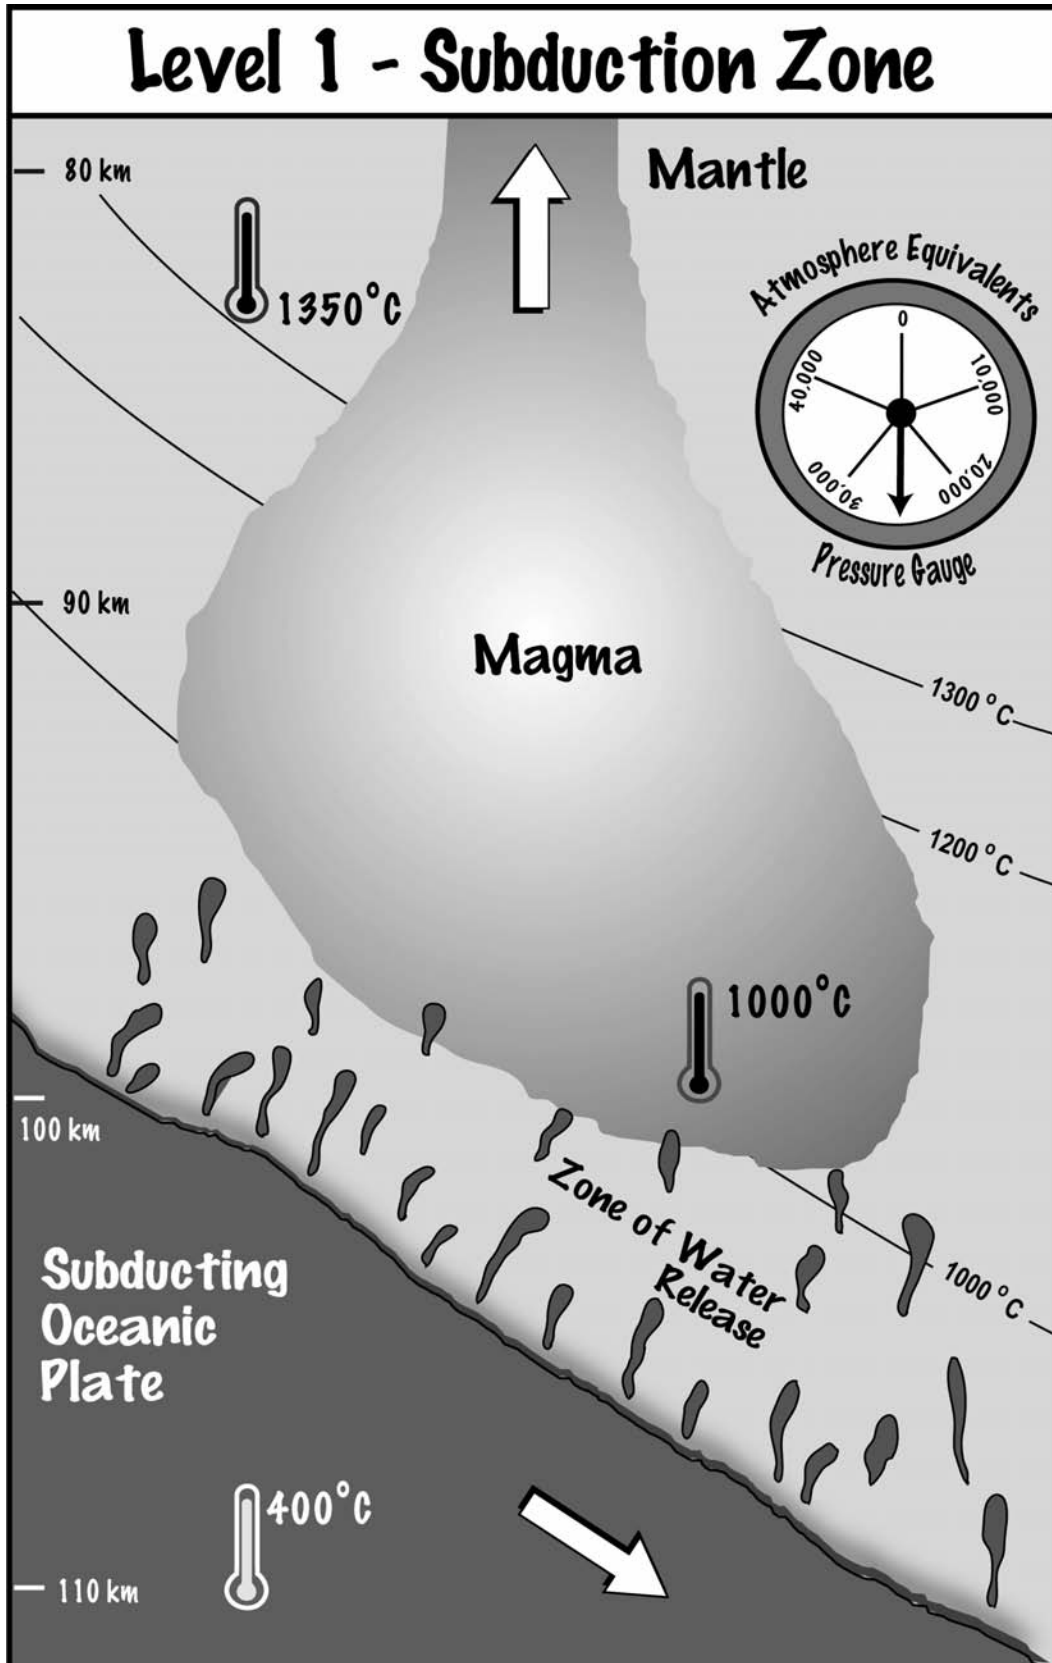 Level 1 - Subduction Zone
80 km
Mantle
1350°C
Atmosphere Equivalents
0
10,000
20,000
30,000
40,000
Pressure Gauge
90 km
Magma
1300 °C
1200 °C
1000°C
100 km
Zone of Water
Release
1000 °C
Subducting
Oceanic
Plate
400°C
110 km